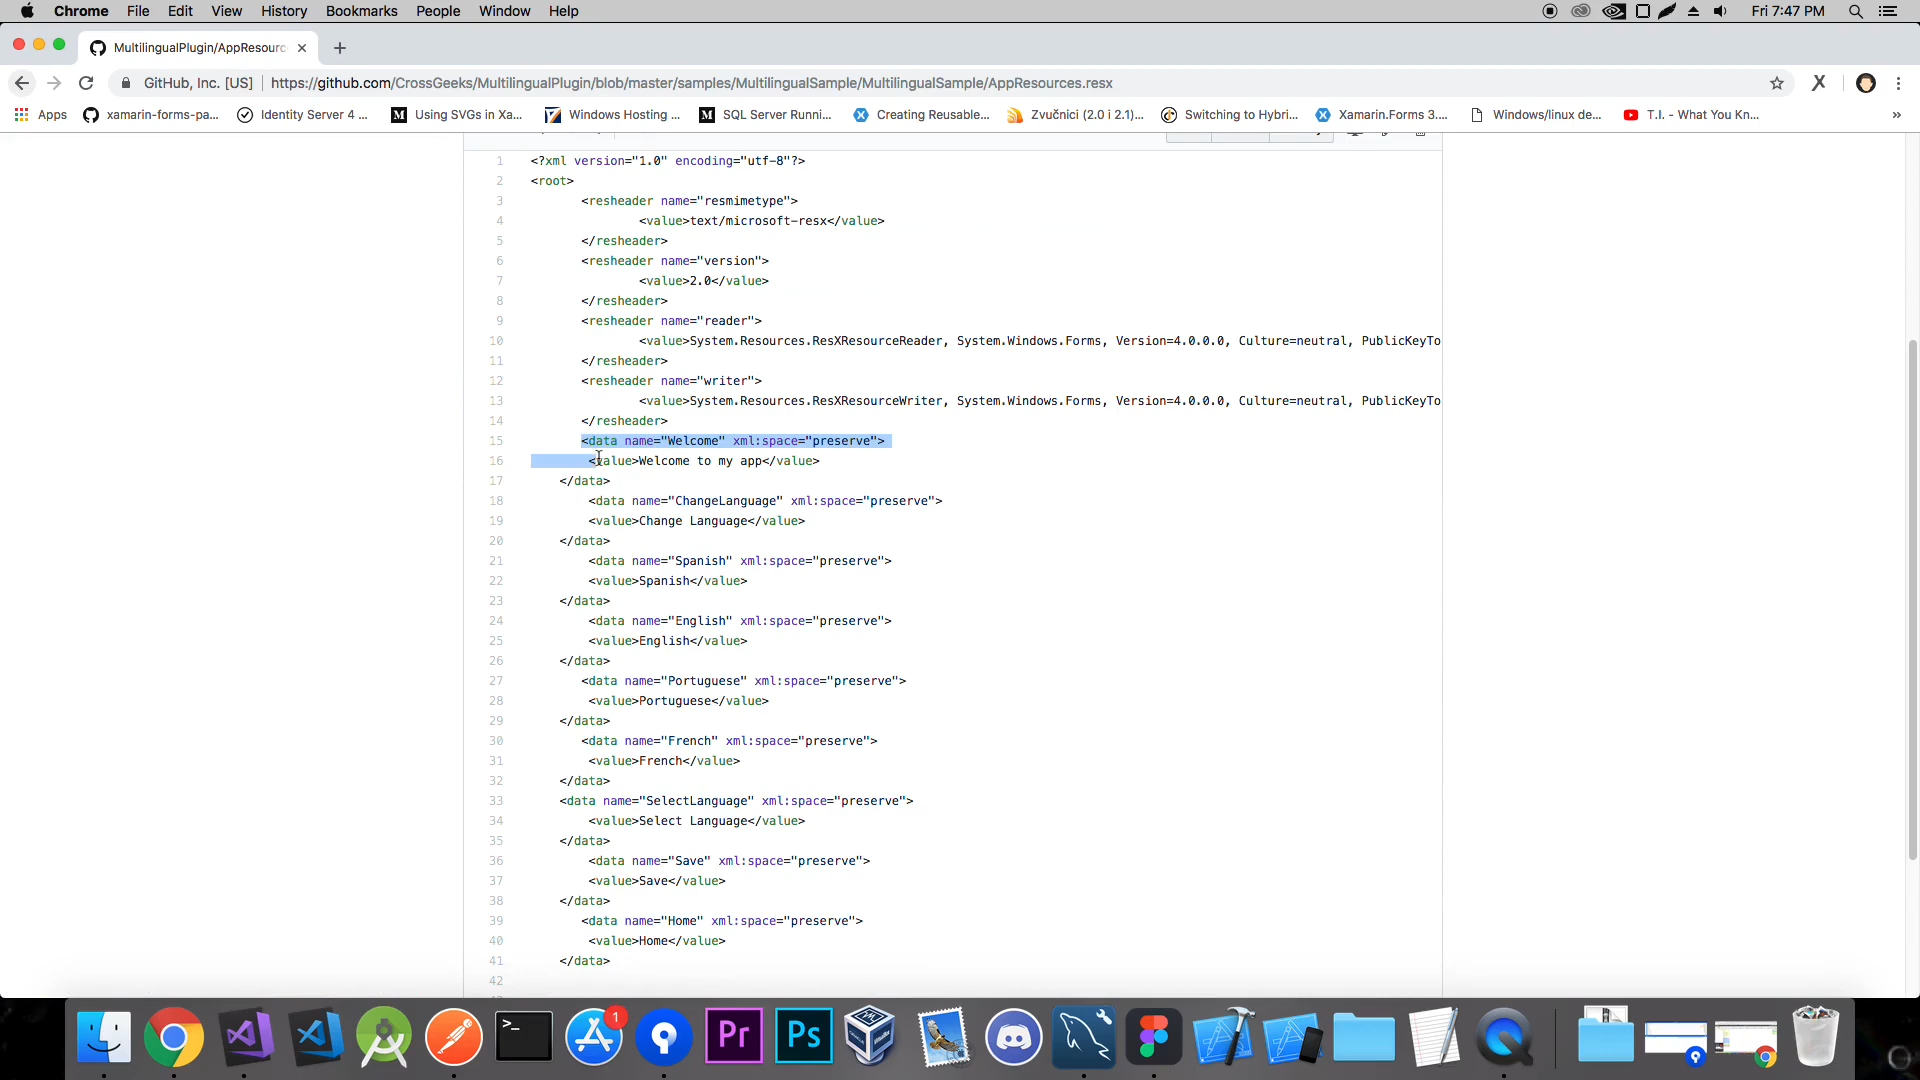 Chrome File Edit View History Bookmarks People Window Help Fri 7:47 PM
MultilingualPlugin/AppResourc
GitHub, Inc. [US] https://github.com/CrossGeeks/MultilingualPlugin/blob/master/samples/MultilingualSample/MultilingualSample/AppResources.resx
Apps xamarin-forms-pa... Identity Server 4 ... Using SVGs in Xa... Windows Hosting ... SQL Server Runni... Creating Reusable... Zvučnici (2.0 i 2.1)... Switching to Hybri... Xamarin.Forms 3.... Windows/linux de... T.I. - What You Kn... »
1 <?xml version="1.0" encoding="utf-8"?>
2 <root>
3 <resheader name="resmimetype">
4 <value>text/microsoft-resx</value>
5 </resheader>
6 <resheader name="version">
7 <value>2.0</value>
8 </resheader>
9 <resheader name="reader">
10 <value>System.Resources.ResXResourceReader, System.Windows.Forms, Version=4.0.0.0, Culture=neutral, PublicKeyTo
11 </resheader>
12 <resheader name="writer">
13 <value>System.Resources.ResXResourceWriter, System.Windows.Forms, Version=4.0.0.0, Culture=neutral, PublicKeyTo
14 </resheader>
15 <data name="Welcome" xml:space="preserve">
16 <value>Welcome to my app</value>
17 </data>
18 <data name="ChangeLanguage" xml:space="preserve">
19 <value>Change Language</value>
20 </data>
21 <data name="Spanish" xml:space="preserve">
22 <value>Spanish</value>
23 </data>
24 <data name="English" xml:space="preserve">
25 <value>English</value>
26 </data>
27 <data name="Portuguese" xml:space="preserve">
28 <value>Portuguese</value>
29 </data>
30 <data name="French" xml:space="preserve">
31 <value>French</value>
32 </data>
33 <data name="SelectLanguage" xml:space="preserve">
34 <value>Select Language</value>
35 </data>
36 <data name="Save" xml:space="preserve">
37 <value>Save</value>
38 </data>
39 <data name="Home" xml:space="preserve">
40 <value>Home</value>
41 </data>
42
1
>_ Pr Ps